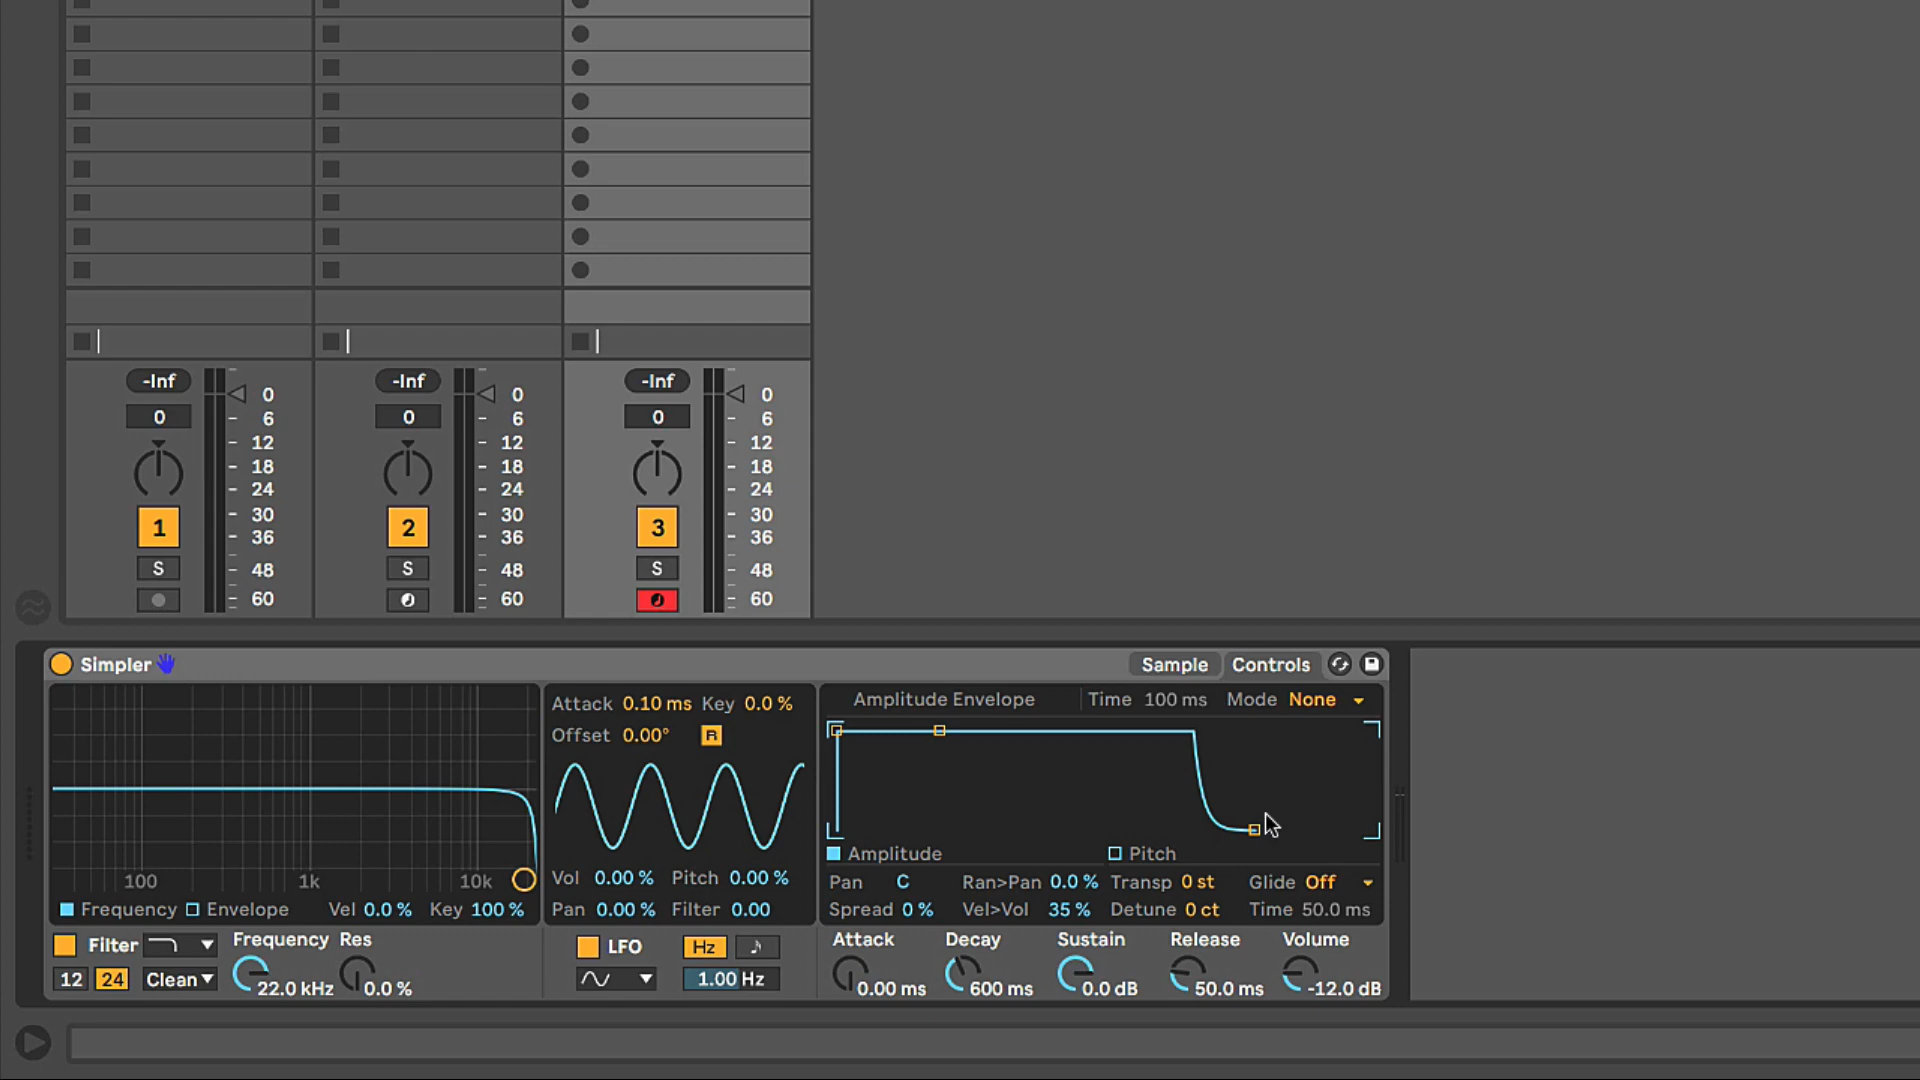 -Inf -Inf -Inf
0 0 0
0 0 0
6 6 6
12 12 12
18 18 18
24 24 24
1 30 2 30 3 30
36 36 36
S 48 S 48 S 48
60 60 60
Simpler Sample Controls
Attack 0.10 ms Key 0.0 % Amplitude Envelope Time 100 ms Mode None
Offset 0.00° R
Amplitude Pitch
100 1k 10k Vol 0.00 % Pitch 0.00 % Pan C Ran>Pan 0.0 % Transp 0 st Glide Off
Frequency Envelope Vel 0.0 % Key 100 % Pan 0.00 % Filter 0.00 Spread 0 % Vel>Vol 35 % Detune 0 ct Time 50.0 ms
Filter Frequency Res LFO Hz Attack Decay Sustain Release Volume
12 24 Clean 22.0 kHz 0.0 % 1.00 Hz 0.00 ms 600 ms 0.0 dB 50.0 ms -12.0 dB